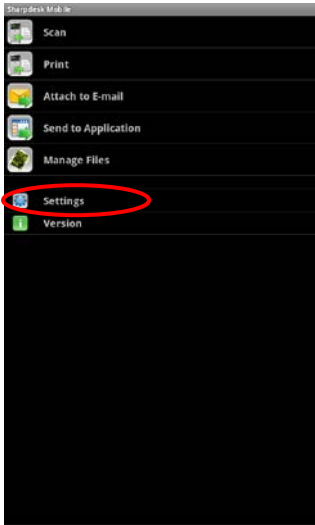 Sharpdesk Mobile
Scan
Print
Attach to E-mail
Send to Application
Manage Files
Settings
Version